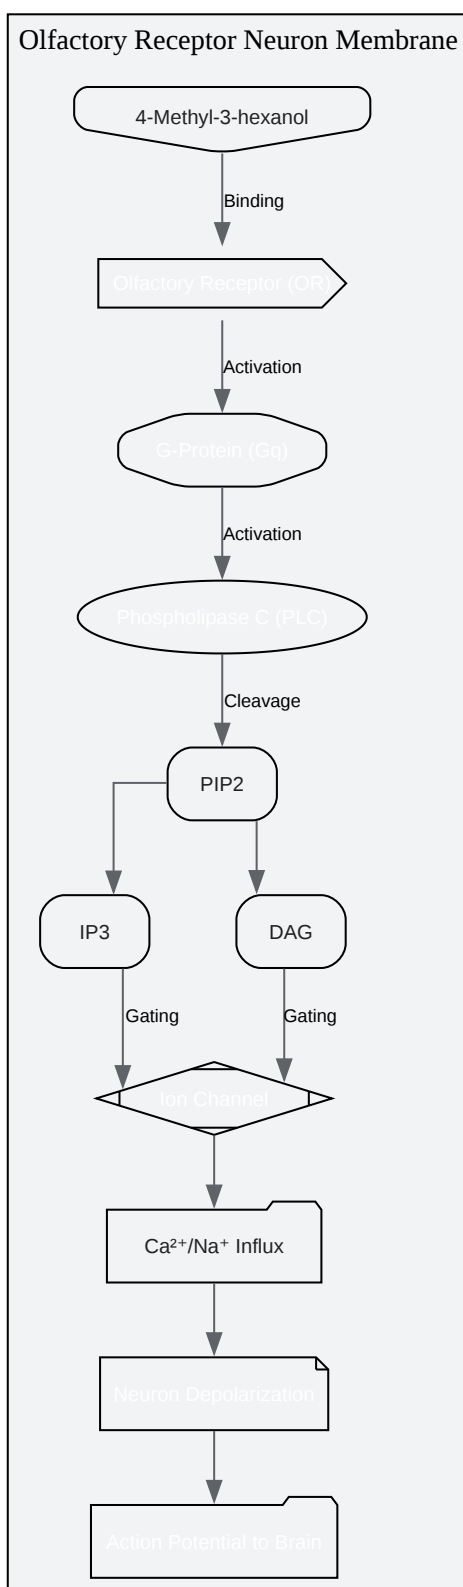 Olfactory Receptor Neuron Membrane
4-Methyl-3-hexanol
Binding
Olfactory Receptor (OR)
Activation
G-Protein (Gq)
Activation
Phospholipase C (PLC)
Cleavage
PIP2
IP3
DAG
Gating
Gating
Ion Channel
Ca²⁺/Na⁺ Influx
Neuron Depolarization
Action Potential to Brain